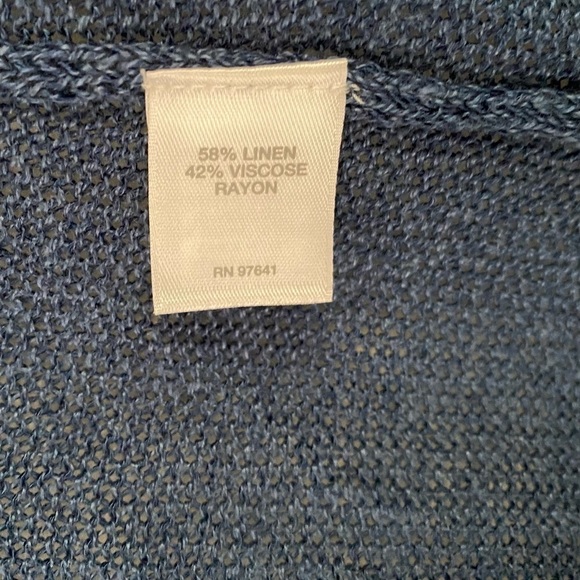 58% LINEN
42% VISCOSE
RAYON
RN 97641